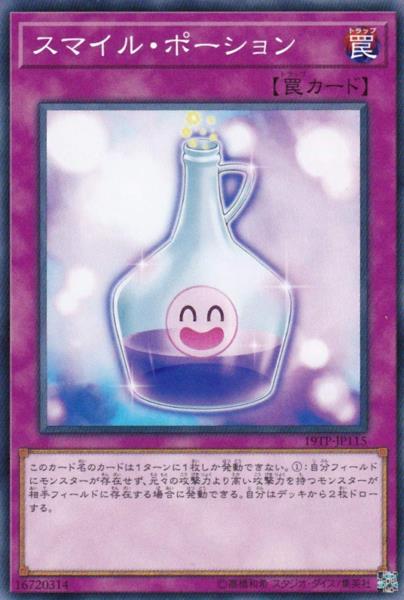 スマイル・ポーション
トラップ
罠
トラップ
【罠カード】
19TP-JP115
このカード名のカードは1ターンに1枚しか発動できない。①:自分フィールド
にモンスターが存在せず、元々の攻撃力より高い攻撃力を持つモンスター
が相手フィールドに存在する場合に発動できる。自分はデッキから2枚ドロー
する。
16720314
©高橋和希 スタジオ・ダイス/集英社